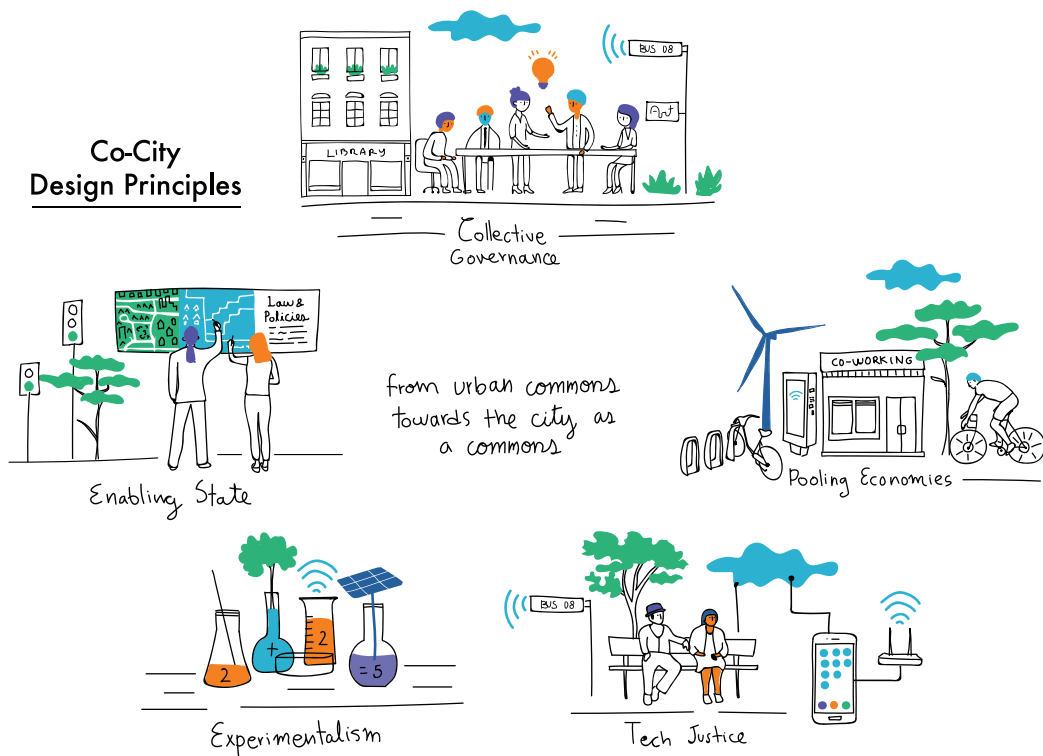 Co-City
Design Principles
LIBRARY
BUS 08
Collective
Governance
Law &
Policies
Enabling State
from urban commons
towards the city as
a commons
CO-WORKING
Pooling Economies
2
+
2
= 5
Experimentalism
BUS 08
Tech Justice